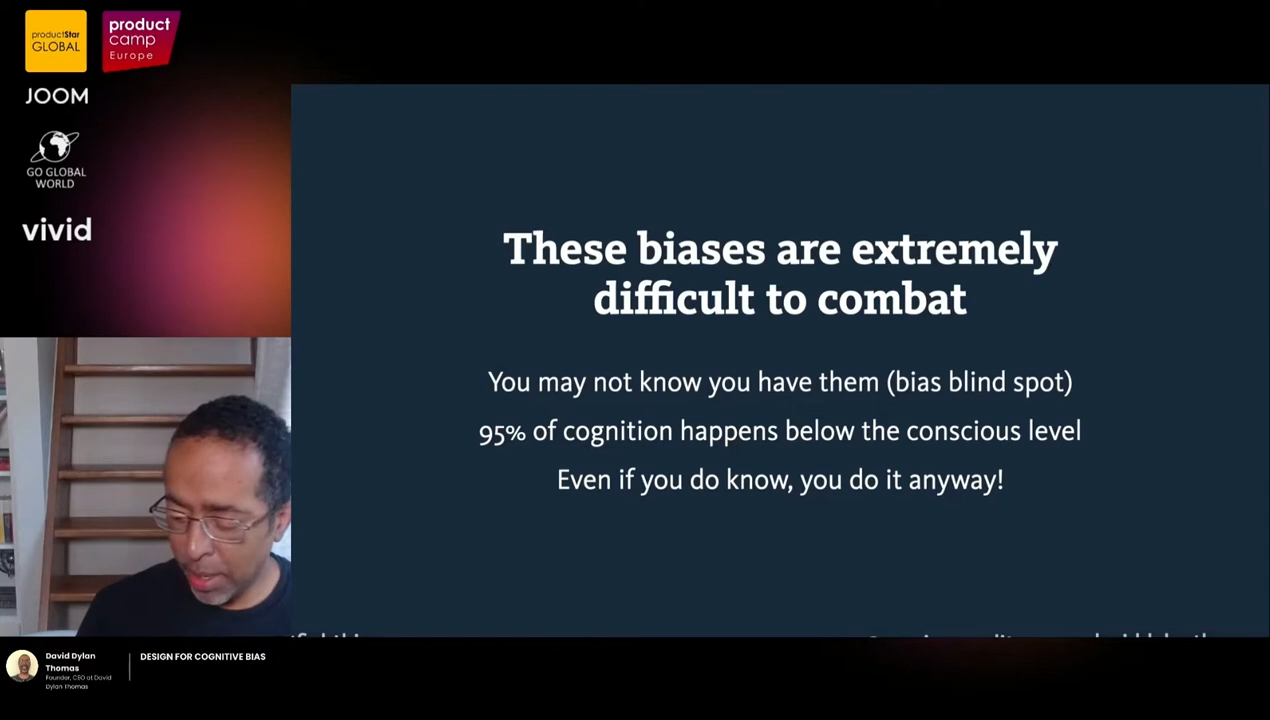 productStar
GLOBAL
product
camp
Europe
JOOM
GO GLOBAL
WORLD
vivid
These biases are extremely
difficult to combat
You may not know you have them (bias blind spot)
95% of cognition happens below the conscious level
Even if you do know, you do it anyway!
David Dylan
Thomas
Founder, CEO at David
Dylan Thomas
DESIGN FOR COGNITIVE BIAS